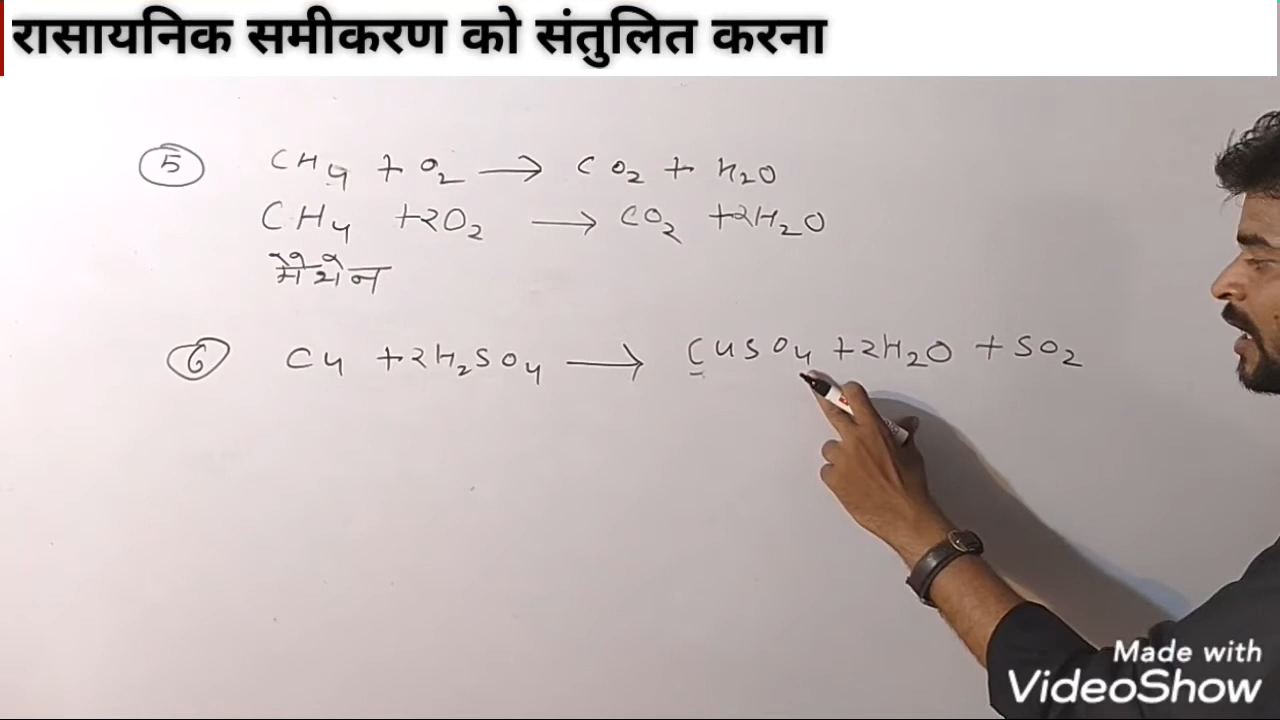 रासायनिक समीकरण को संतुलित करना
5 CH4 + O2 → CO2 + H2O
CH4 +2O2 → CO2 +2H2O
मेथेन
6 Cu +2H2SO4 → CuSO4 +2H2O + SO2
Made with
VideoShow